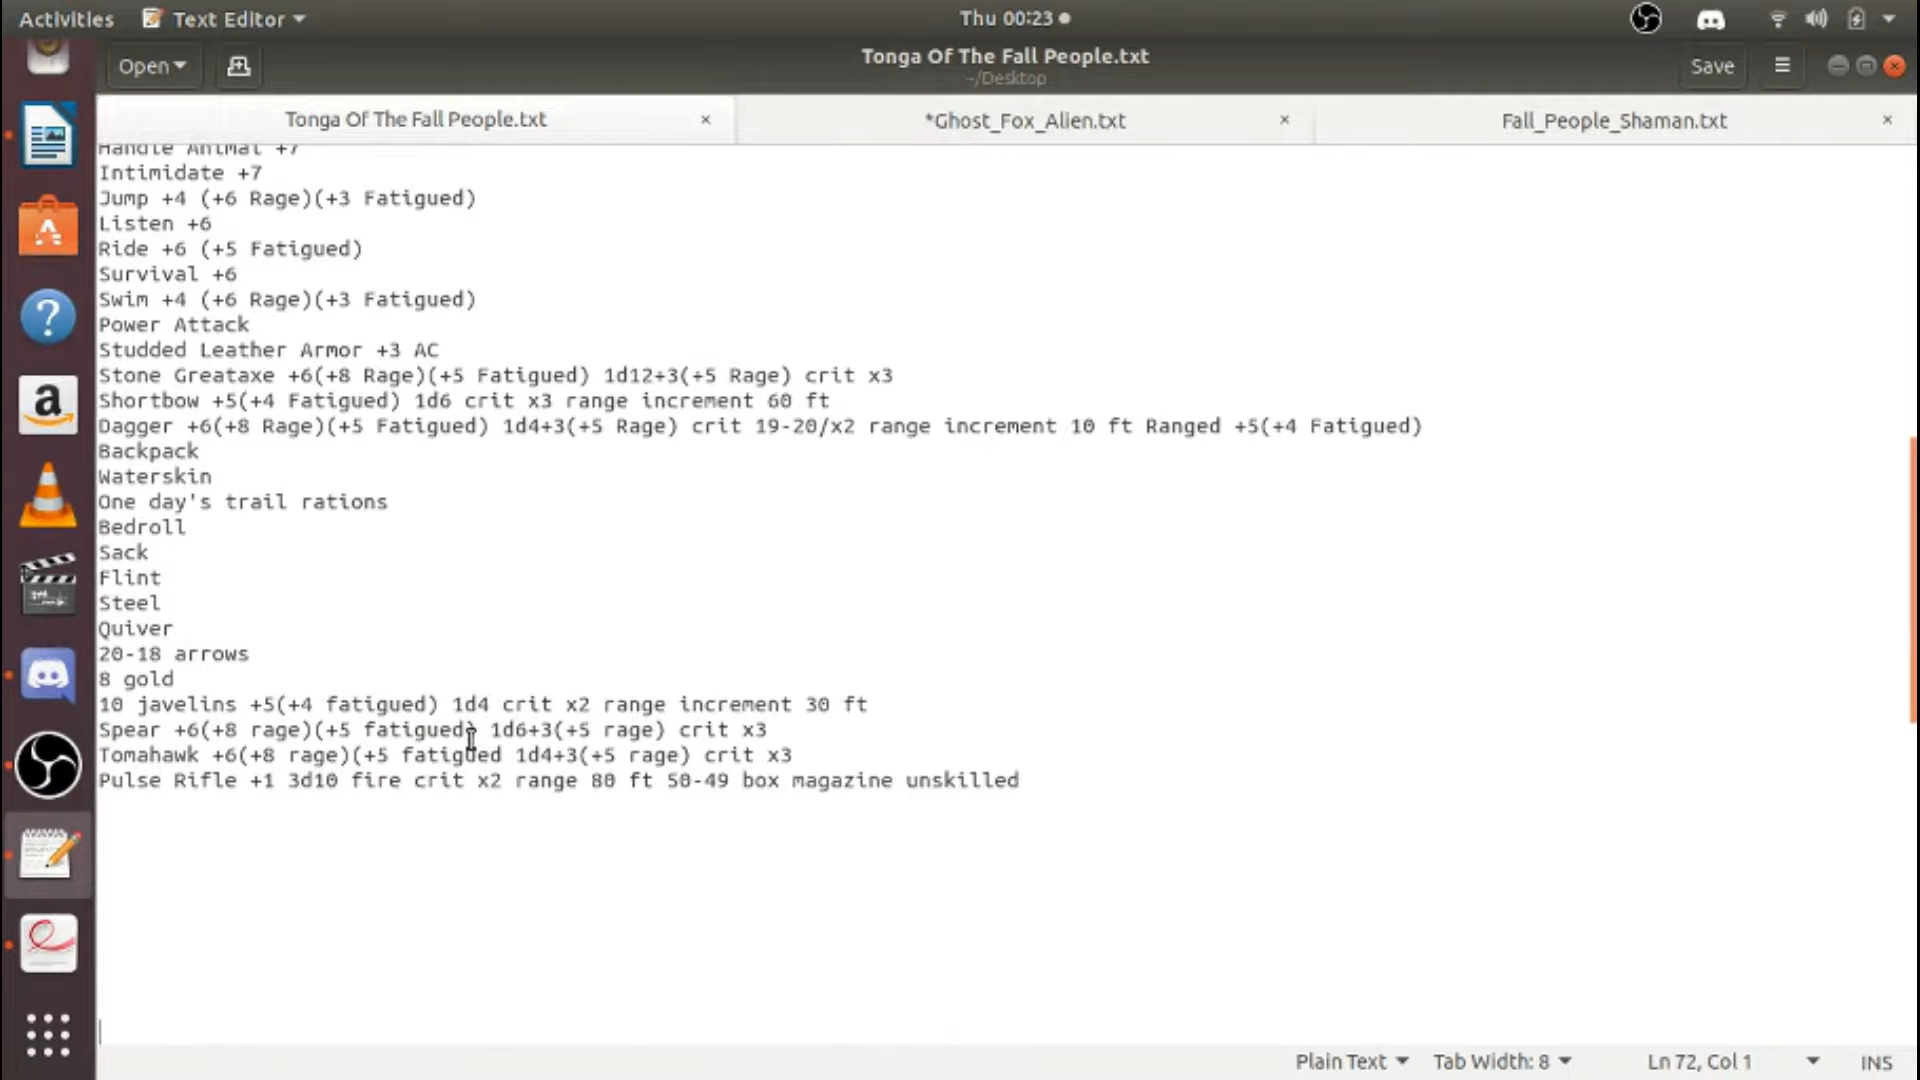 Activities
Text Editor
Thu 00:23
Open
Tonga Of The Fall People.txt
~/Desktop
Save
Tonga Of The Fall People.txt
*Ghost_Fox_Alien.txt
Fall_People_Shaman.txt
Handle Animal +7
Intimidate +7
Jump +4 (+6 Rage)(+3 Fatigued)
Listen +6
Ride +6 (+5 Fatigued)
Survival +6
Swim +4 (+6 Rage)(+3 Fatigued)
Power Attack
Studded Leather Armor +3 AC
Stone Greataxe +6(+8 Rage)(+5 Fatigued) 1d12+3(+5 Rage) crit x3
Shortbow +5(+4 Fatigued) 1d6 crit x3 range increment 60 ft
Dagger +6(+8 Rage)(+5 Fatigued) 1d4+3(+5 Rage) crit 19-20/x2 range increment 10 ft Ranged +5(+4 Fatigued)
Backpack
Waterskin
One day's trail rations
Bedroll
Sack
Flint
Steel
Quiver
20-18 arrows
8 gold
10 javelins +5(+4 fatigued) 1d4 crit x2 range increment 30 ft
Spear +6(+8 rage)(+5 fatigued) 1d6+3(+5 rage) crit x3
Tomahawk +6(+8 rage)(+5 fatigued 1d4+3(+5 rage) crit x3
Pulse Rifle +1 3d10 fire crit x2 range 80 ft 50-49 box magazine unskilled
Plain Text
Tab Width: 8
Ln 72, Col 1
INS